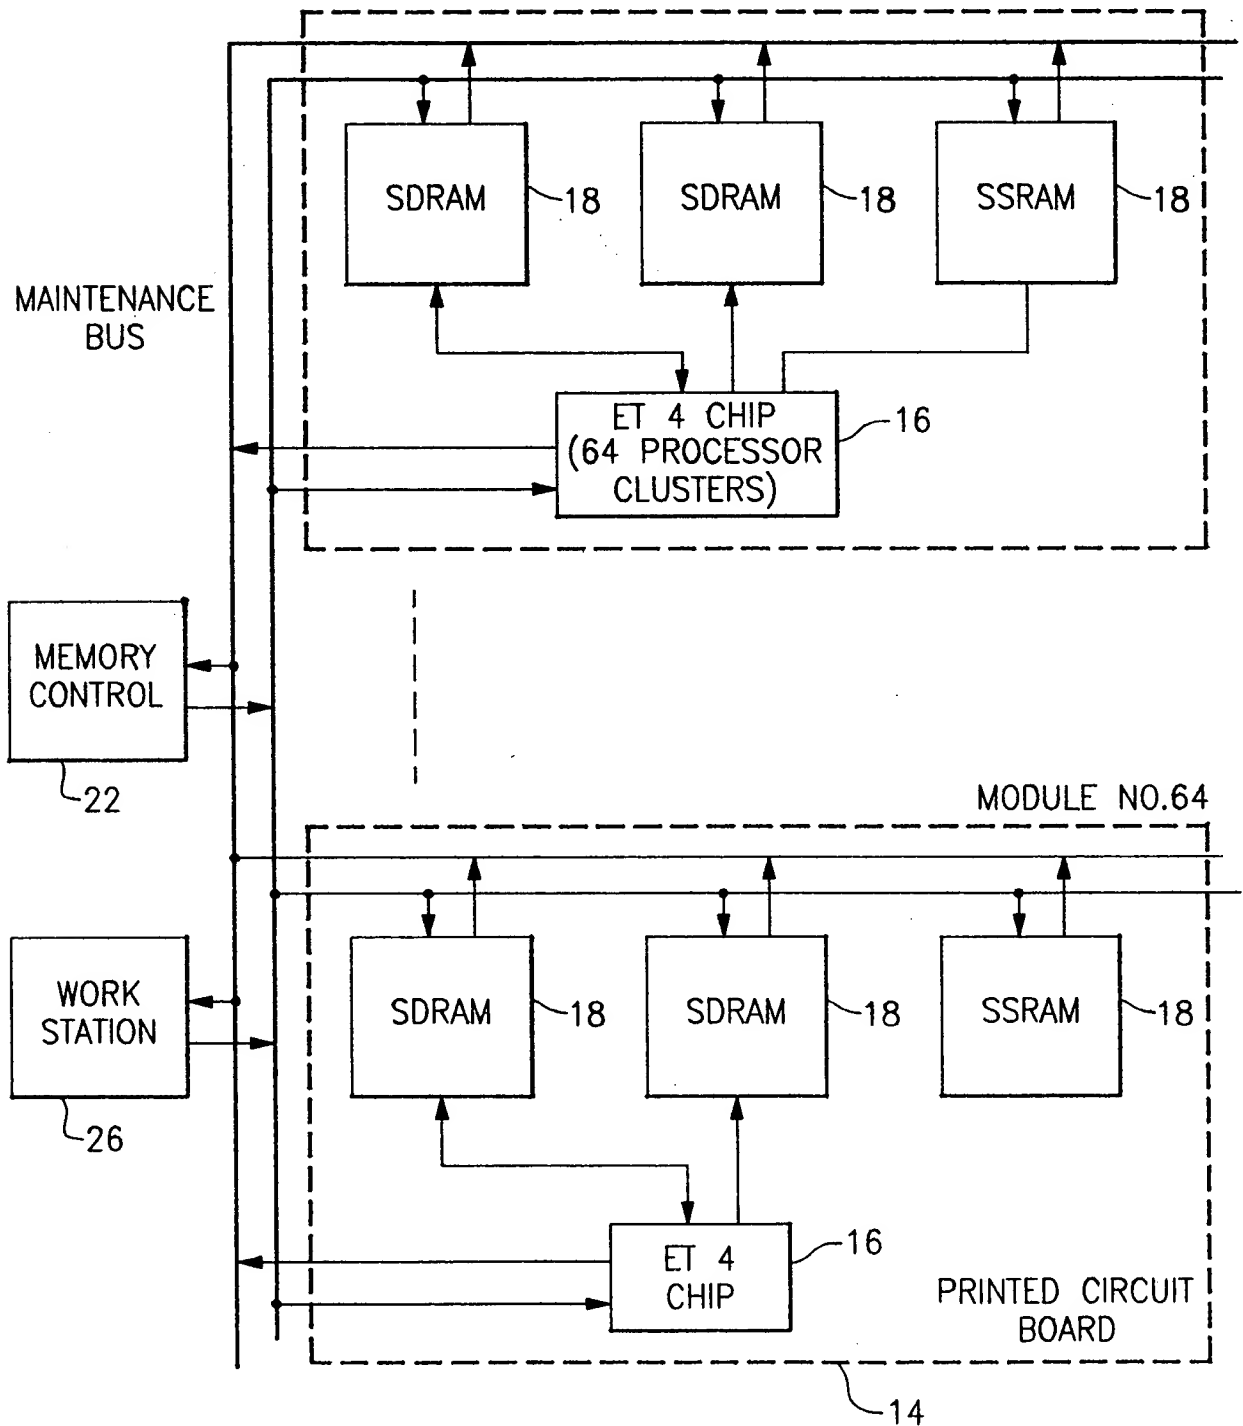 SDRAM
18
SDRAM
18
SSRAM
18
MAINTENANCE
BUS
ET 4 CHIP
(64 PROCESSOR
CLUSTERS)
16
MEMORY
CONTROL
22
MODULE NO.64
WORK
STATION
26
SDRAM
18
SDRAM
18
SSRAM
18
ET 4
CHIP
16
PRINTED CIRCUIT
BOARD
14